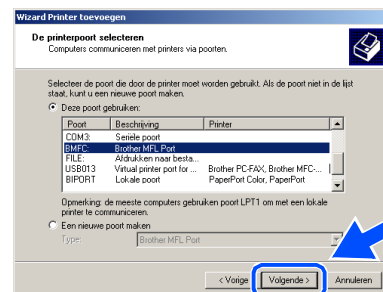 Wizard Printer toevoegen
De printerpoort selecteren
Computers communiceren met printers via poorten.
Selecteer de poort die door de printer moet worden gebruikt. Als de poort niet in de lijst
staat, kunt u een nieuwe poort maken.
Deze poort gebruiken:
Poort Beschrijving Printer
COM3: Seriële poort
BMFC: Brother MFL Port
FILE: Afdrukken naar besta...
USB013 Virtual printer port for ... Brother PC-FAX, Brother MFC-...
BIPORT Lokale poort PaperPort Color, PaperPort
Opmerking: de meeste computers gebruiken poort LPT1 om met een lokale
printer te communiceren.
Een nieuwe poort maken
Type: Brother MFL Port
< Vorige Volgende > Annuleren